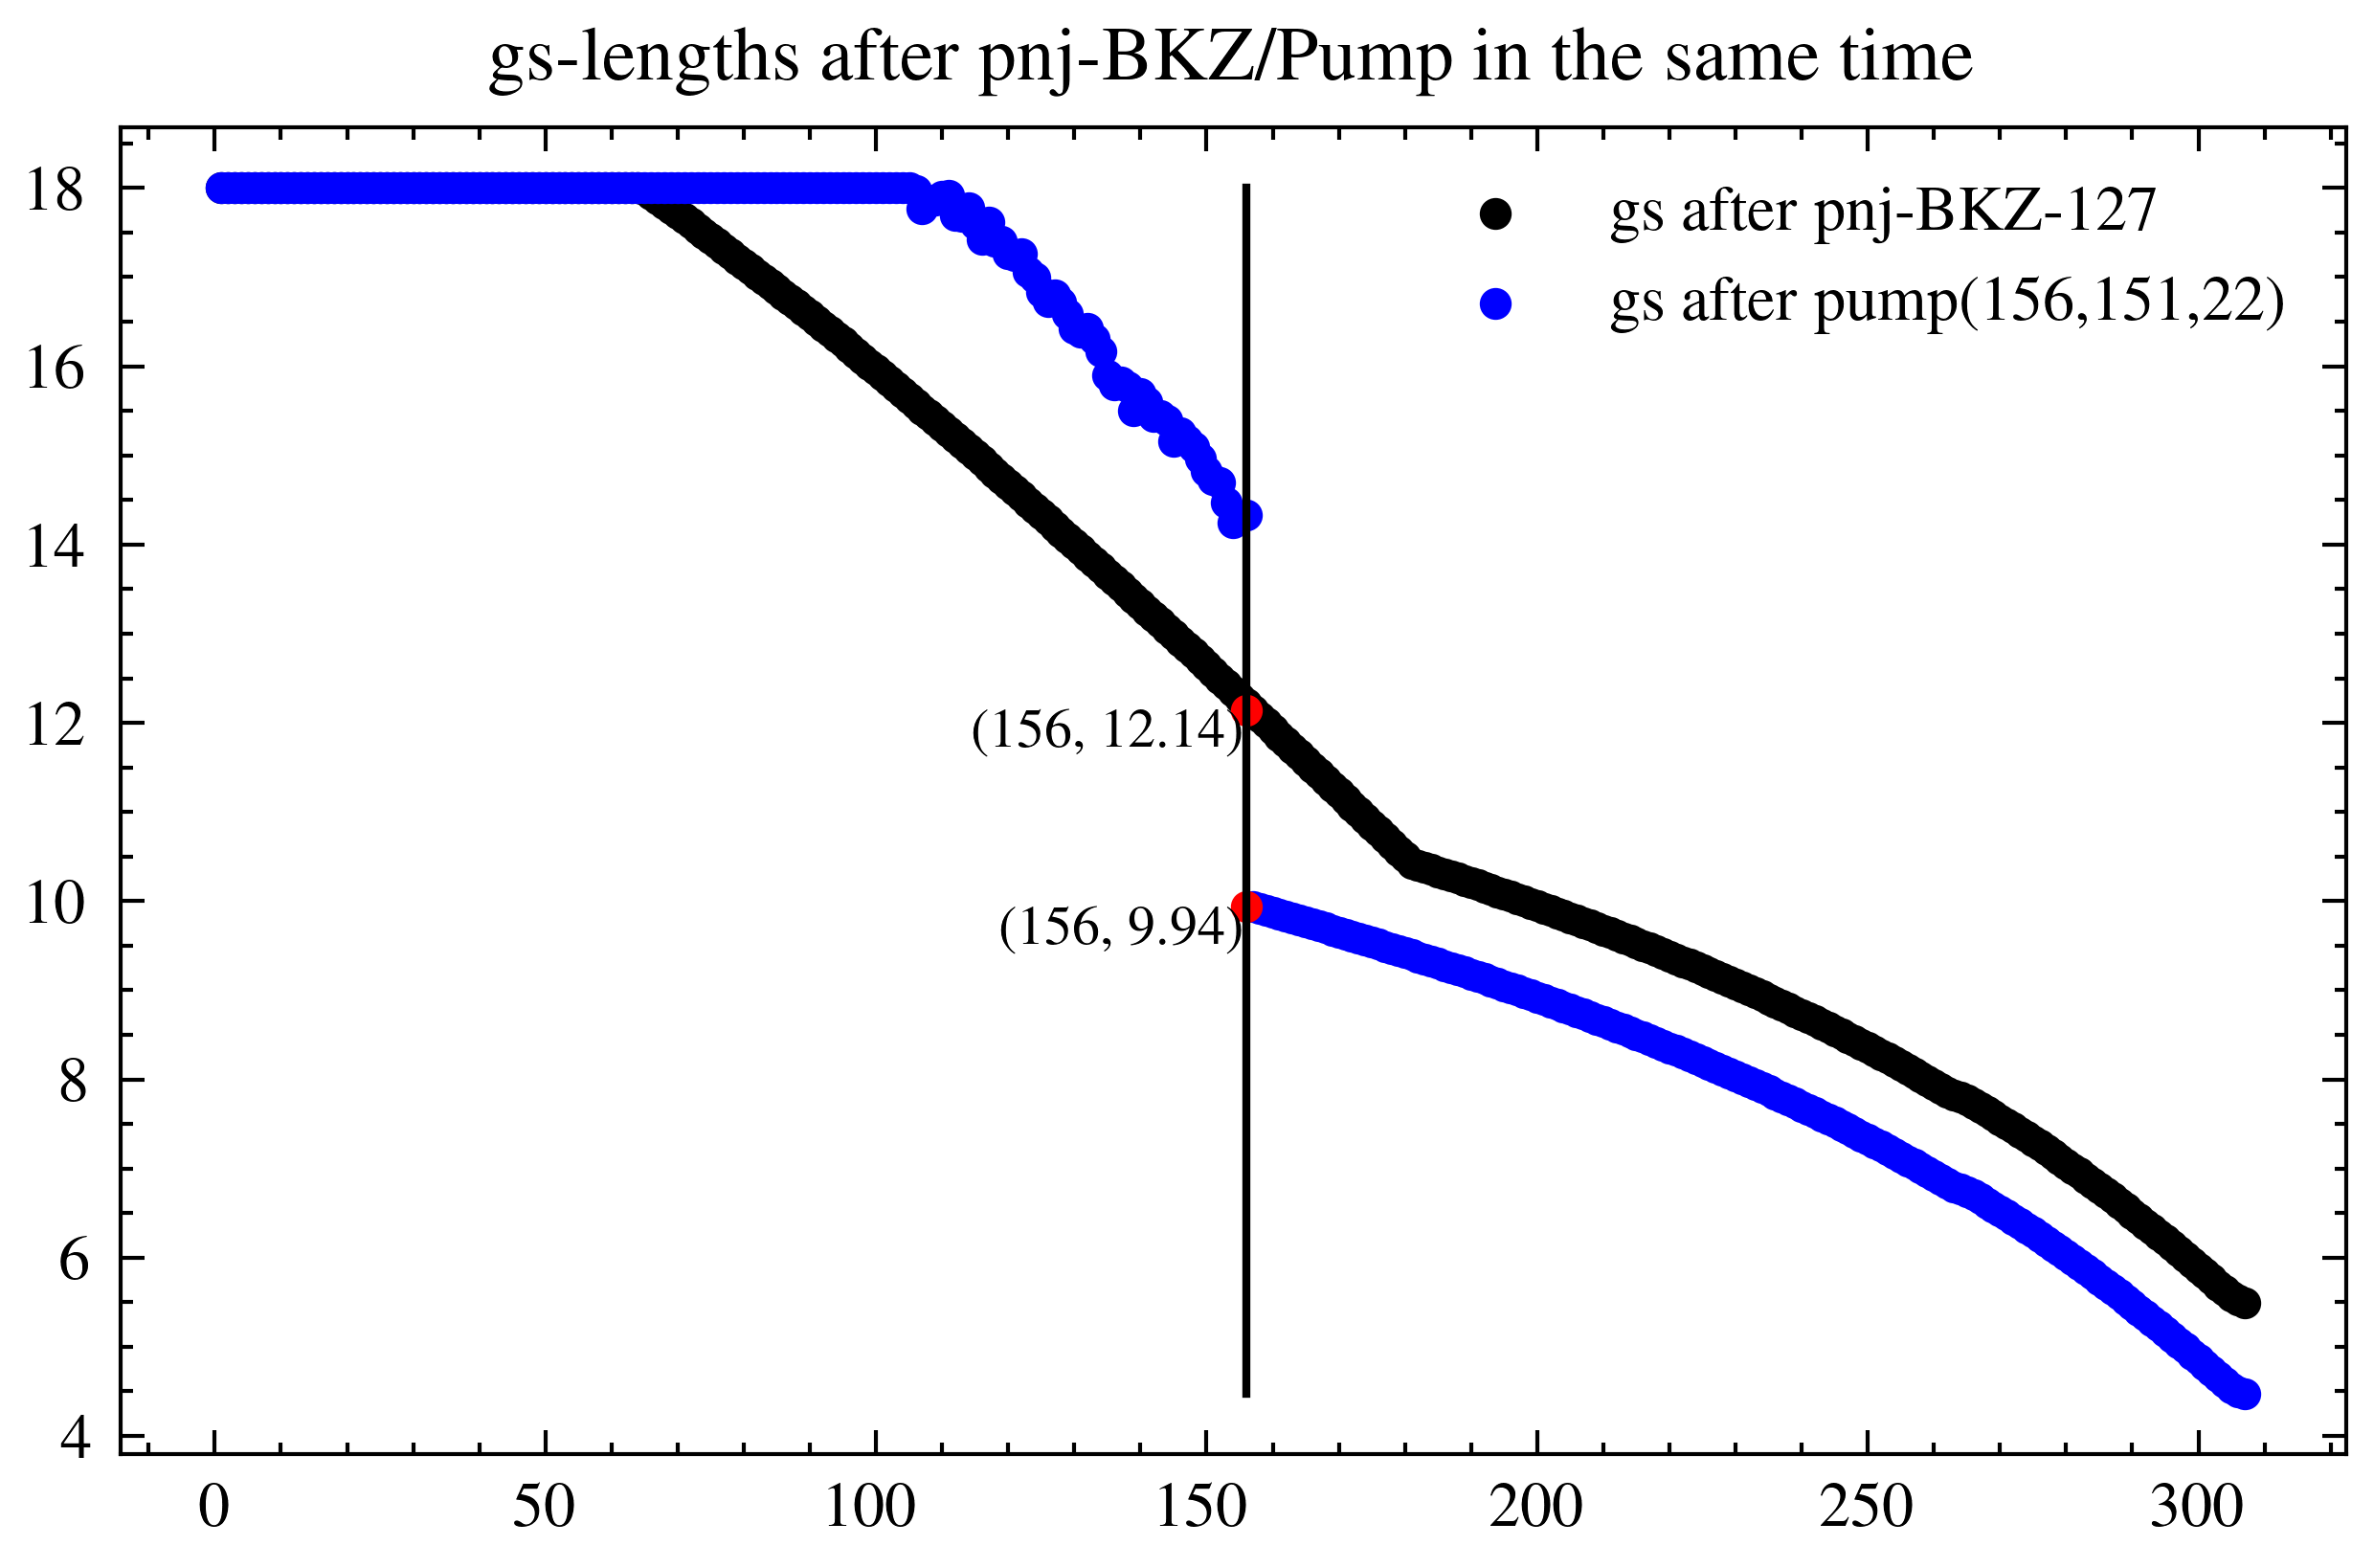 gs-lengths after pnj-BKZ/Pump in the same time
18
16
14
12
10
8
6
4
gs after pnj-BKZ-127
gs after pump(156,151,22)
(156, 12.14)
(156, 9.94)
0 50 100 150 200 250 300